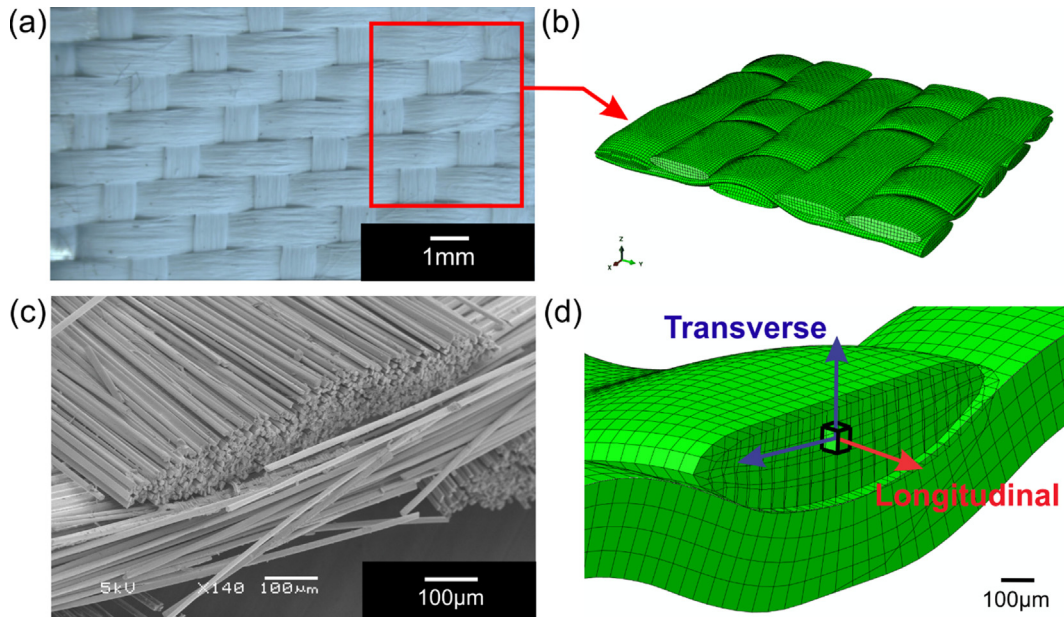 (a)
1mm
(b)
Z
X
Y
(c)
5kV
X140
100µm
100µm
(d)
Transverse
Longitudinal
100µm